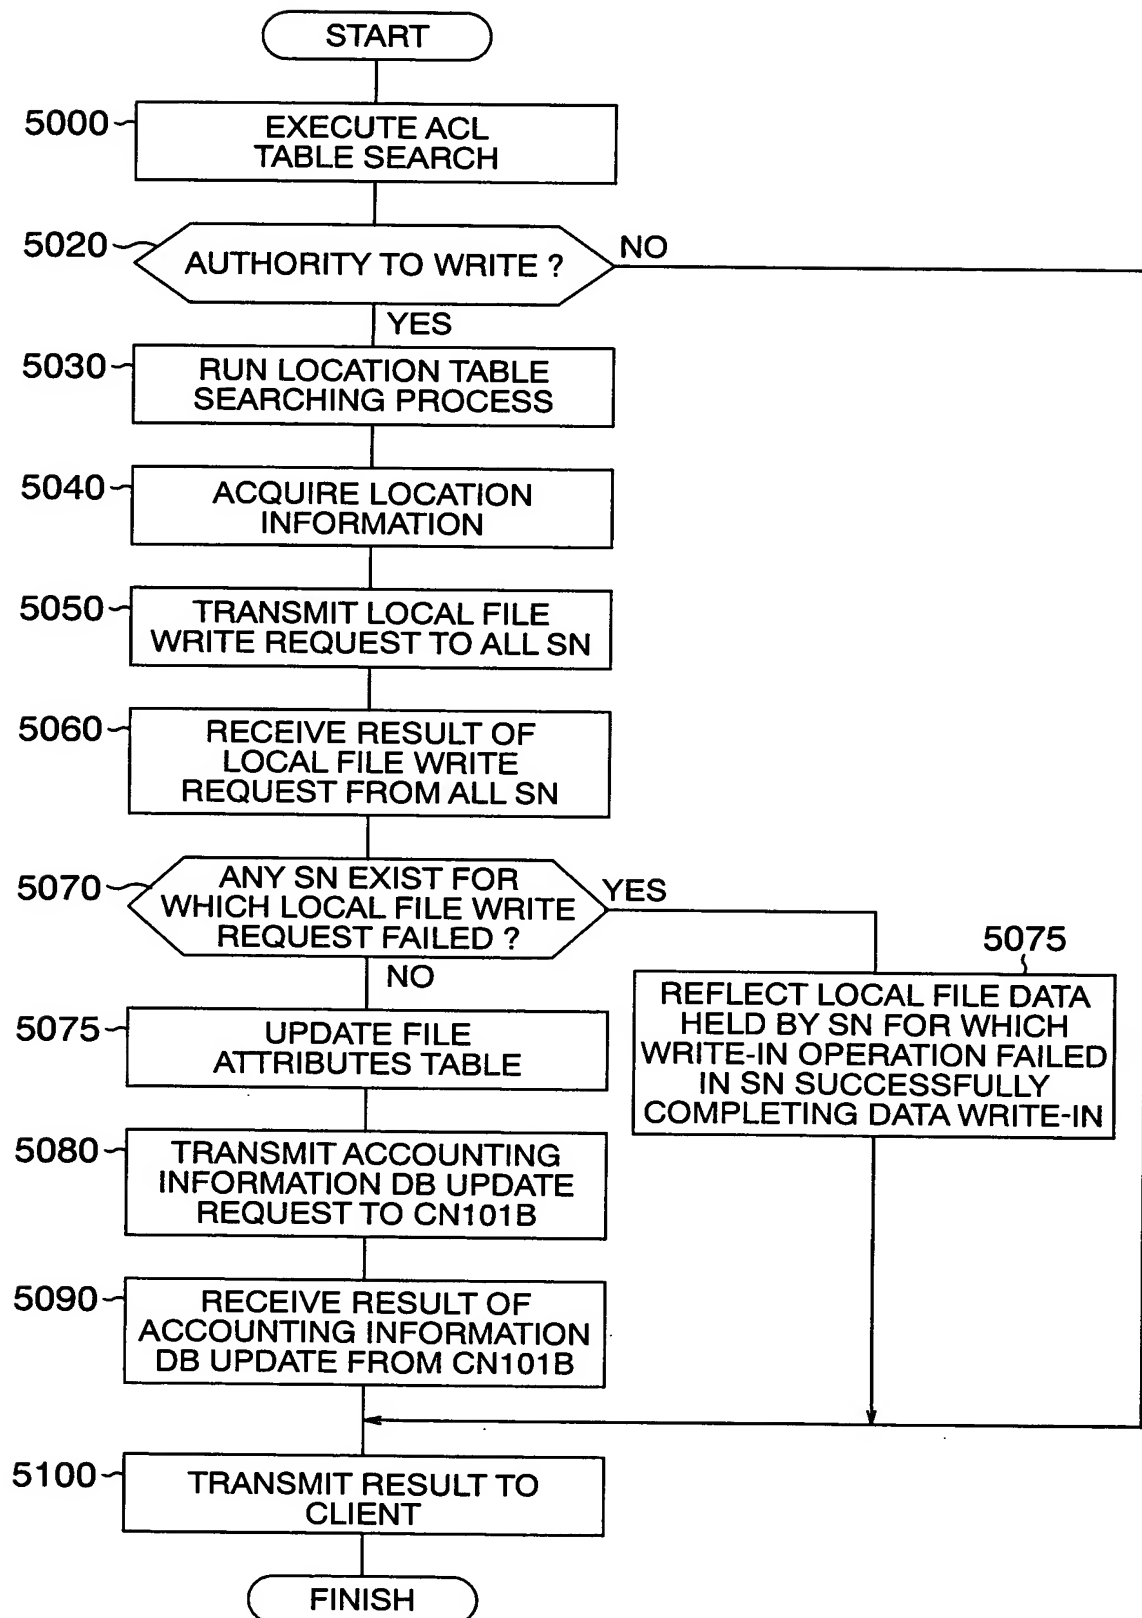 START
5000
EXECUTE ACL
TABLE SEARCH
5020
AUTHORITY TO WRITE ?
NO
YES
5030
RUN LOCATION TABLE
SEARCHING PROCESS
5040
ACQUIRE LOCATION
INFORMATION
5050
TRANSMIT LOCAL FILE
WRITE REQUEST TO ALL SN
5060
RECEIVE RESULT OF
LOCAL FILE WRITE
REQUEST FROM ALL SN
5070
ANY SN EXIST FOR
WHICH LOCAL FILE WRITE
REQUEST FAILED ?
YES
NO
5075
REFLECT LOCAL FILE DATA
HELD BY SN FOR WHICH
WRITE-IN OPERATION FAILED
IN SN SUCCESSFULLY
COMPLETING DATA WRITE-IN
5075
UPDATE FILE
ATTRIBUTES TABLE
5080
TRANSMIT ACCOUNTING
INFORMATION DB UPDATE
REQUEST TO CN101B
5090
RECEIVE RESULT OF
ACCOUNTING INFORMATION
DB UPDATE FROM CN101B
5100
TRANSMIT RESULT TO
CLIENT
FINISH